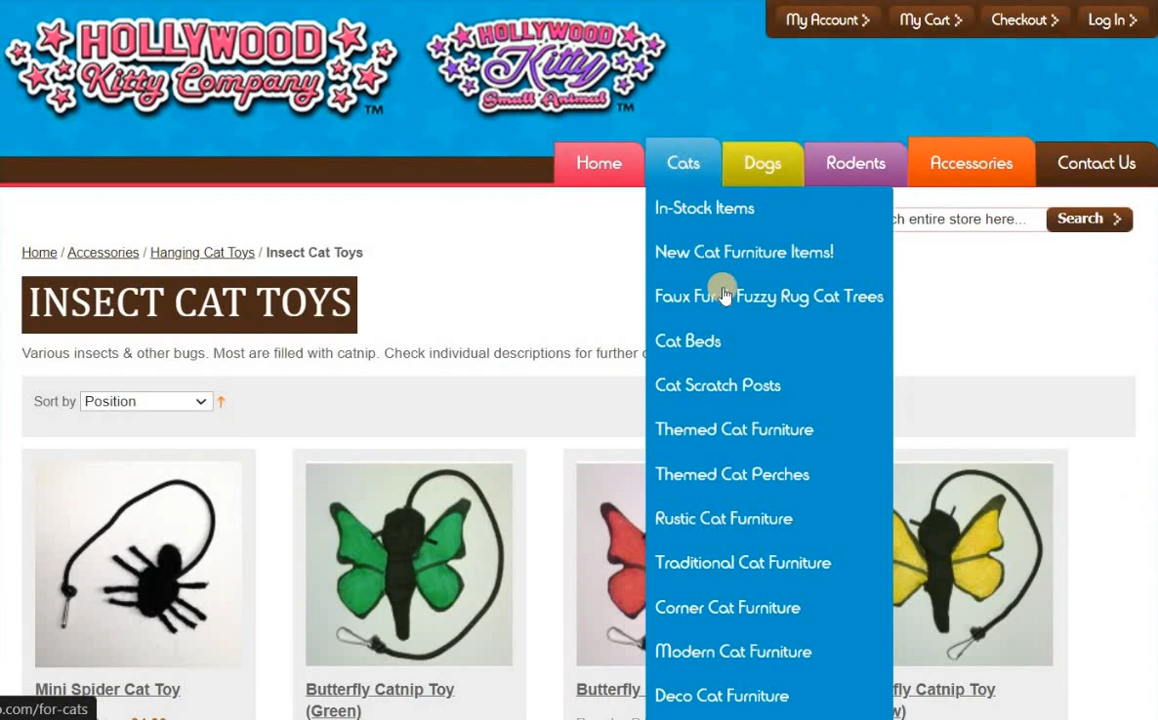 My Account >
My Cart >
Checkout >
Log In >
HOLLYWOOD
Kitty Company
TM
HOLLYWOOD
Kitty
Small Animal
TM
Home
Cats
Dogs
Rodents
Accessories
Contact Us
In-Stock Items
New Cat Furniture Items!
Faux Fur Fuzzy Rug Cat Trees
Cat Beds
Cat Scratch Posts
Themed Cat Furniture
Themed Cat Perches
Rustic Cat Furniture
Traditional Cat Furniture
Corner Cat Furniture
Modern Cat Furniture
Deco Cat Furniture
ch entire store here...
Search >
Home / Accessories / Hanging Cat Toys / Insect Cat Toys
INSECT CAT TOYS
Various insects & other bugs. Most are filled with catnip. Check individual descriptions for further
Sort by Position
Mini Spider Cat Toy
Butterfly Catnip Toy
(Green)
Butterfly
fly Catnip Toy
w)
o.com/for-cats